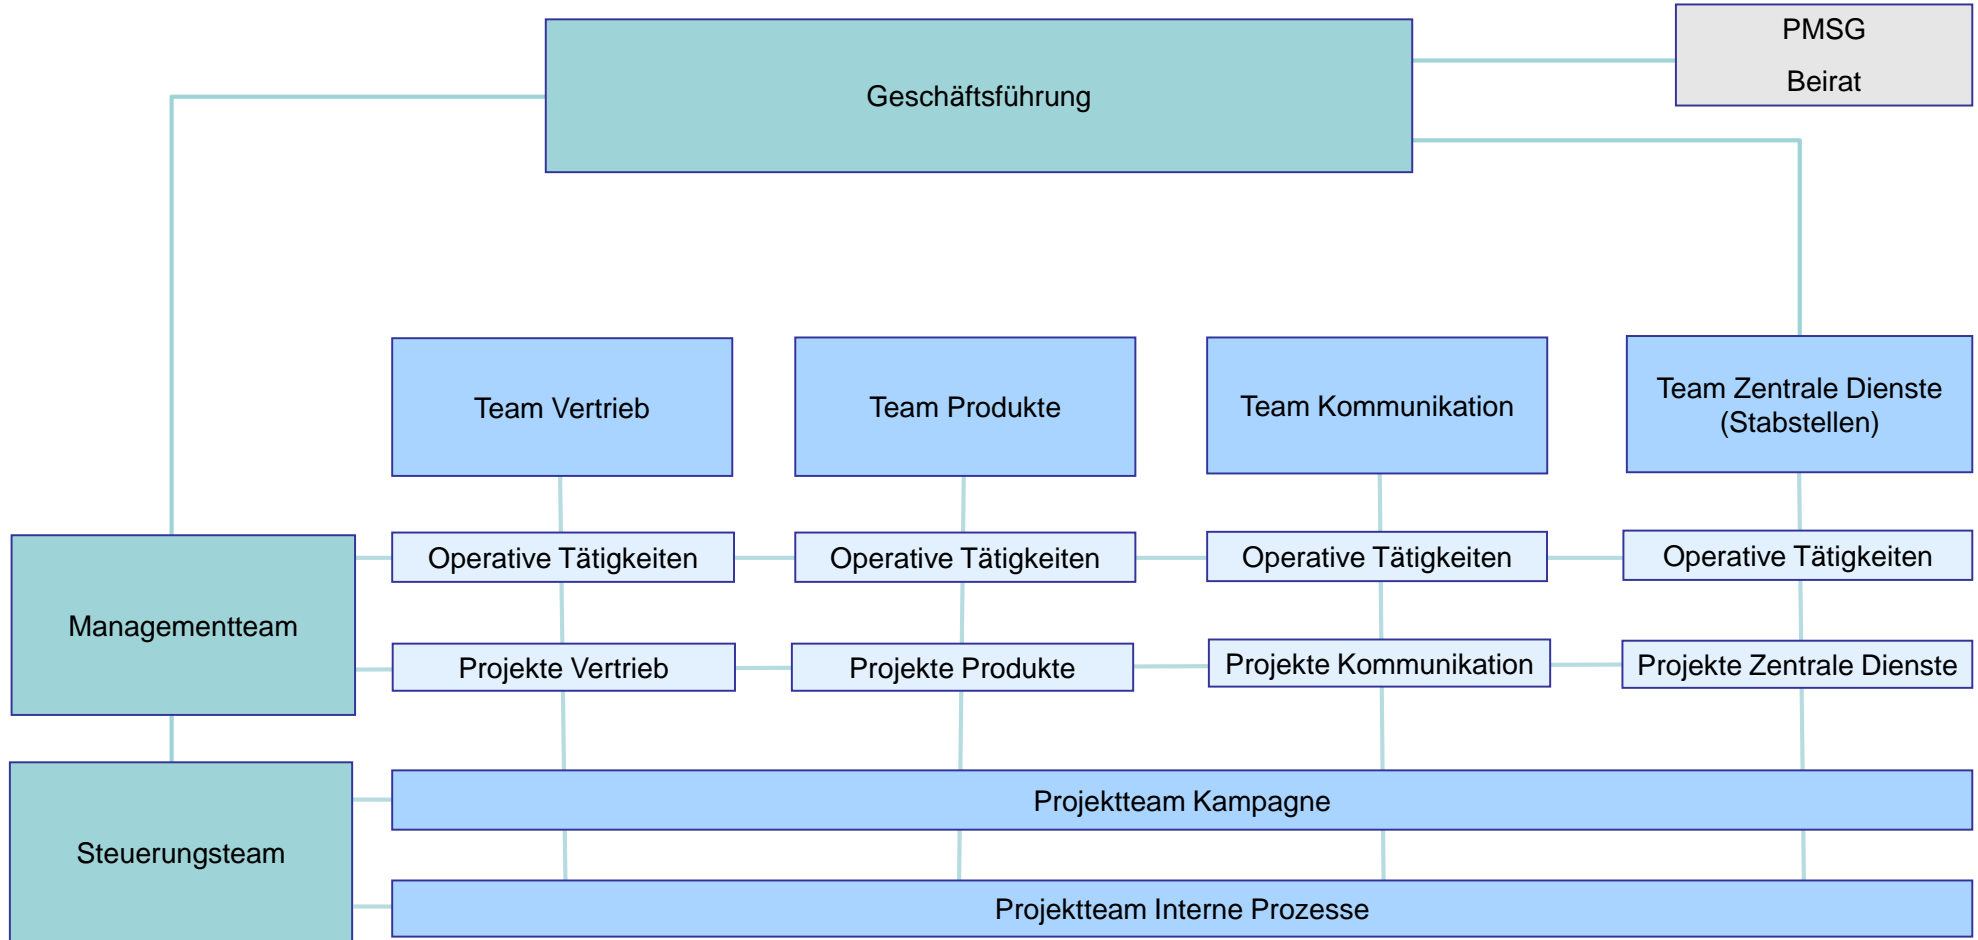 PMSG
Beirat
Geschäftsführung
Team Vertrieb
Team Produkte
Team Kommunikation
Team Zentrale Dienste
(Stabstellen)
Operative Tätigkeiten
Operative Tätigkeiten
Operative Tätigkeiten
Operative Tätigkeiten
Managementteam
Projekte Vertrieb
Projekte Produkte
Projekte Kommunikation
Projekte Zentrale Dienste
Projektteam Kampagne
Steuerungsteam
Projektteam Interne Prozesse